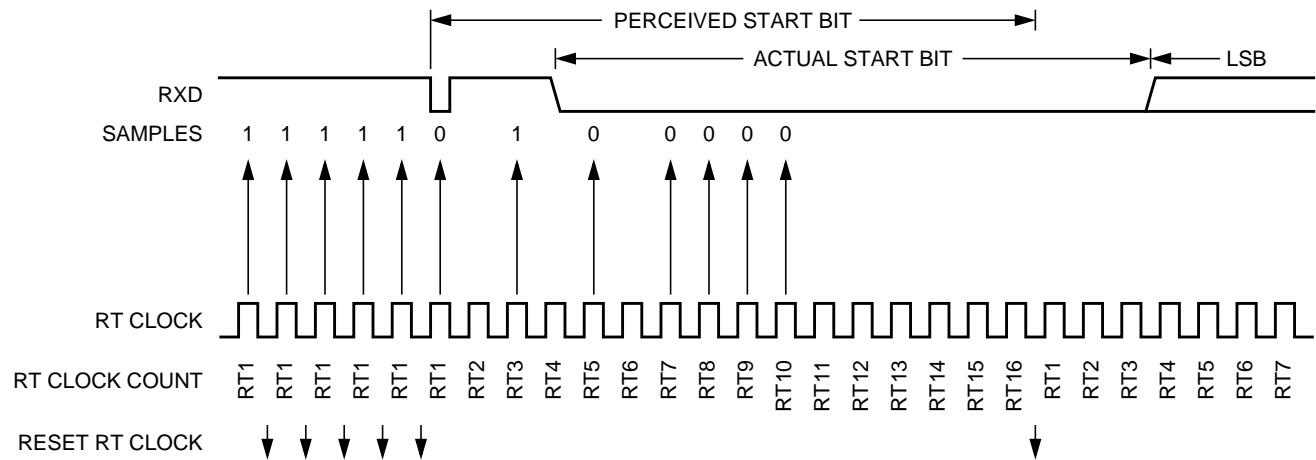 PERCEIVED START BIT
ACTUAL START BIT
LSB
RXD
SAMPLES 1 1 1 1 1 0 1 0 0 0 0 0
RT CLOCK
RT CLOCK COUNT RT1 RT1 RT1 RT1 RT1 RT1 RT2 RT3 RT4 RT5 RT6 RT7 RT8 RT9 RT10 RT11 RT12 RT13 RT14 RT15 RT16 RT1 RT2 RT3 RT4 RT5 RT6 RT7
RESET RT CLOCK